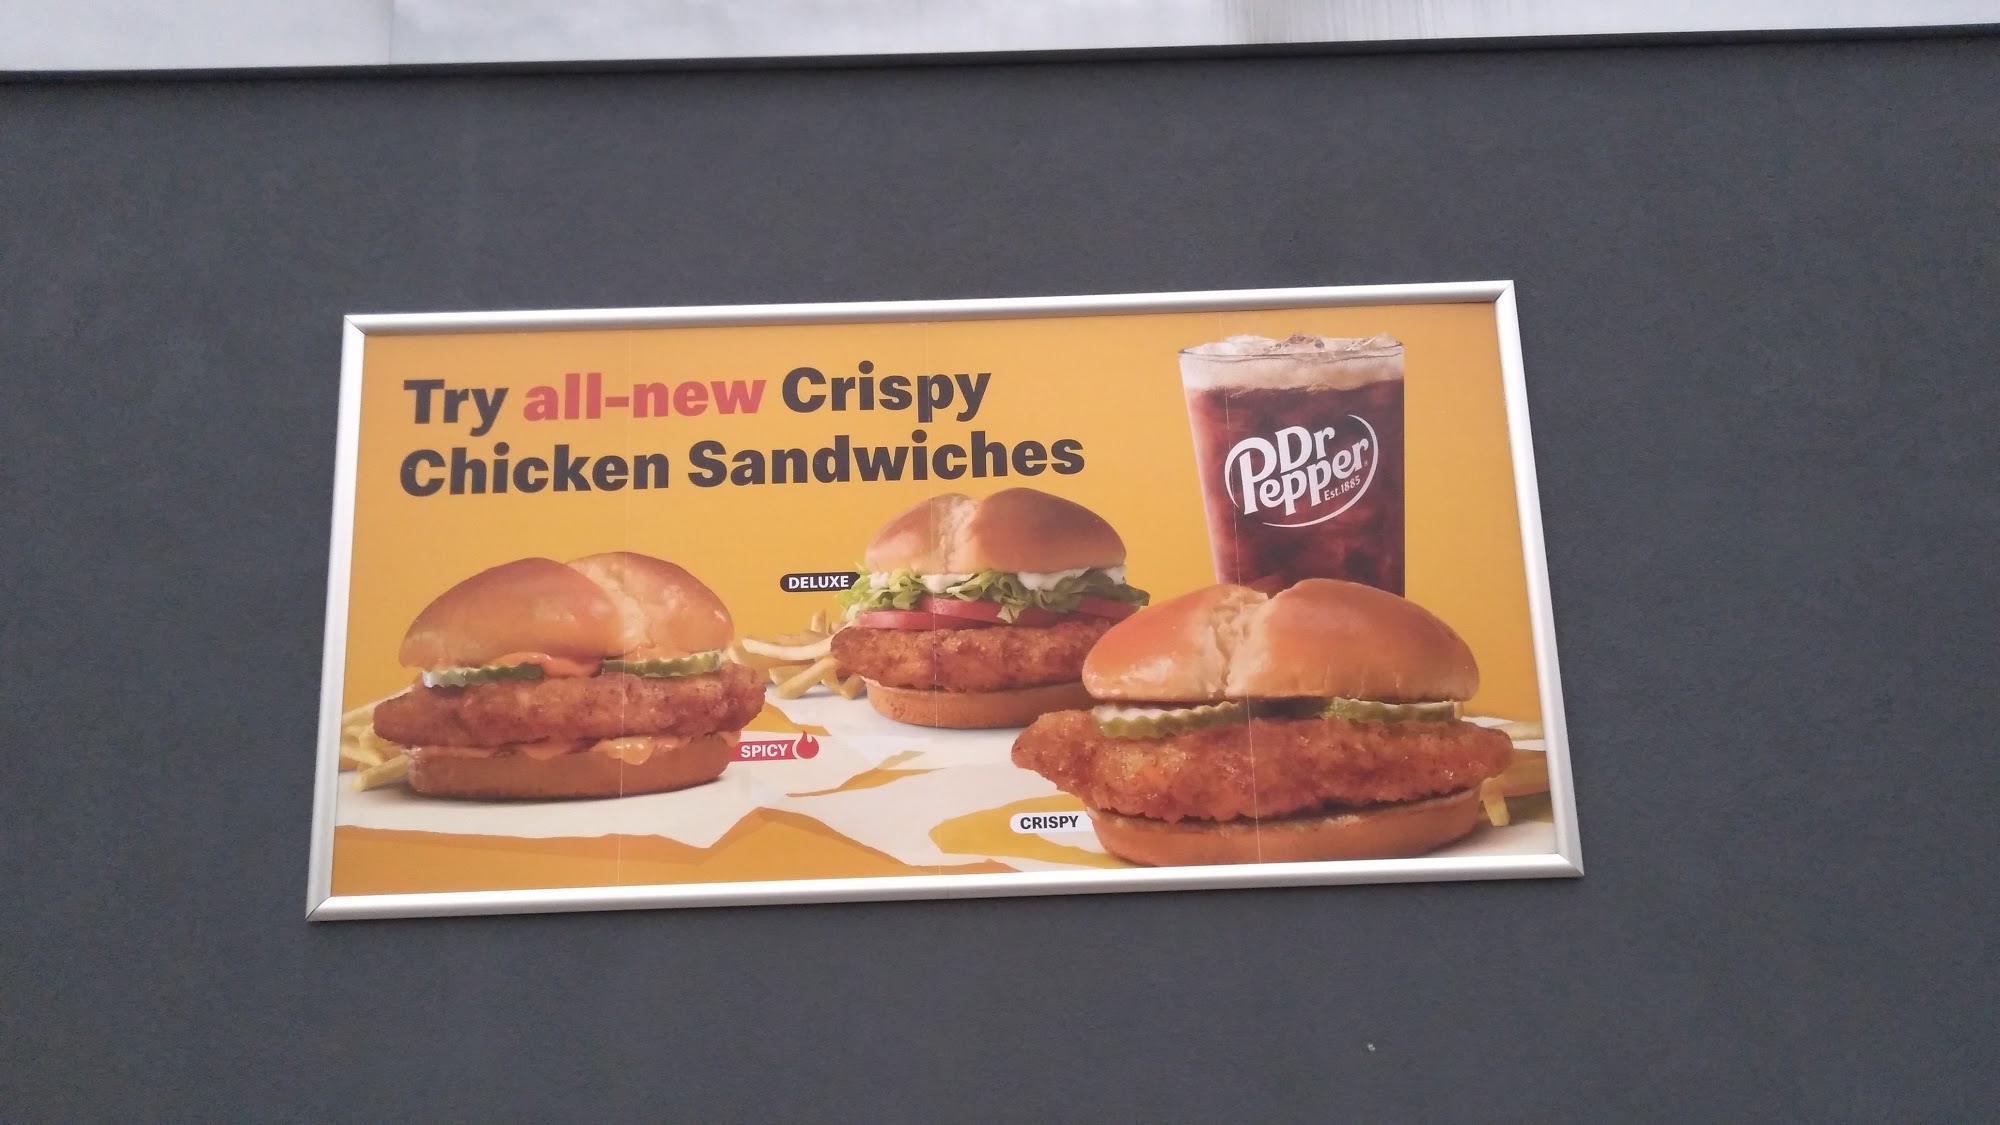 Try all-new Crispy
Chicken Sandwiches
Dr
Pepper
Est.1885
DELUXE
SPICY
CRISPY